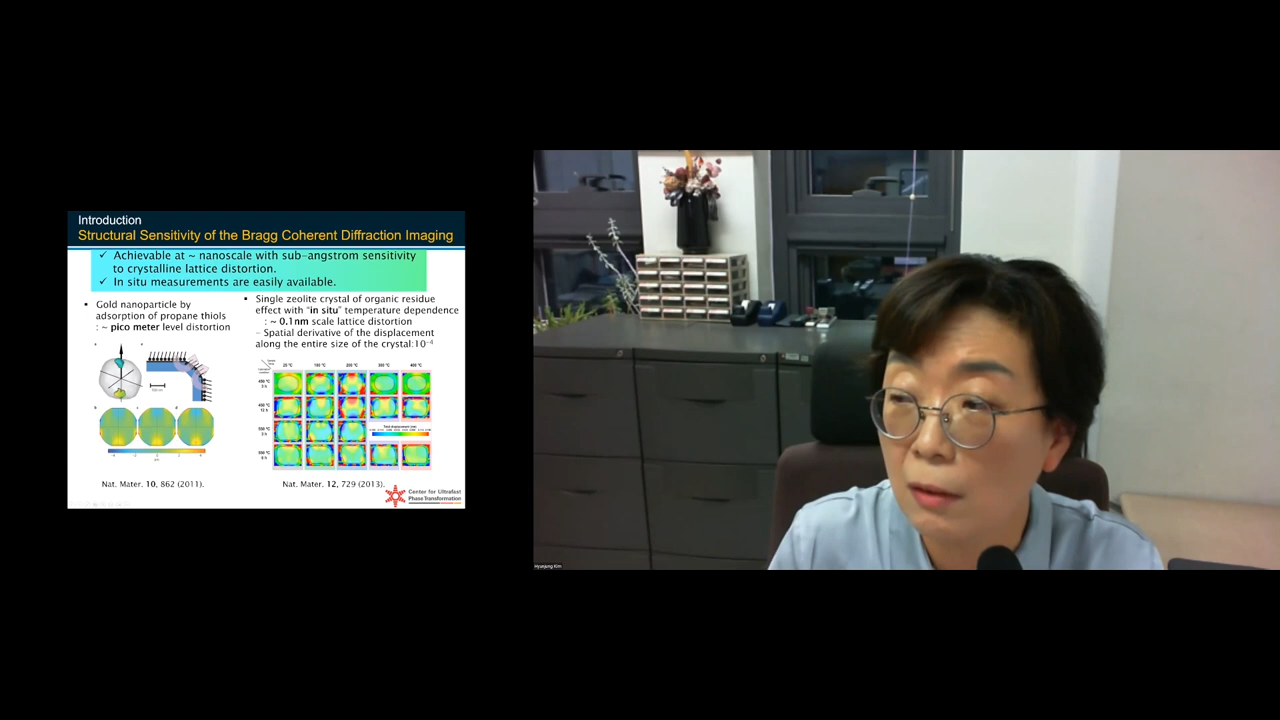 Introduction
Structural Sensitivity of the Bragg Coherent Diffraction Imaging
✓ Achievable at ~ nanoscale with sub-angstrom sensitivity
to crystalline lattice distortion.
✓ In situ measurements are easily available.
▪ Gold nanoparticle by
adsorption of propane thiols
: ~ pico meter level distortion
▪ Single zeolite crystal of organic residue
effect with "in situ" temperature dependence
: ~ 0.1nm scale lattice distortion
– Spatial derivative of the displacement
along the entire size of the crystal:10⁻⁴
Nat. Mater. 10, 862 (2011).
Nat. Mater. 12, 729 (2013).
Center for Ultrafast
Phase Transformation
Hyunjung Kim